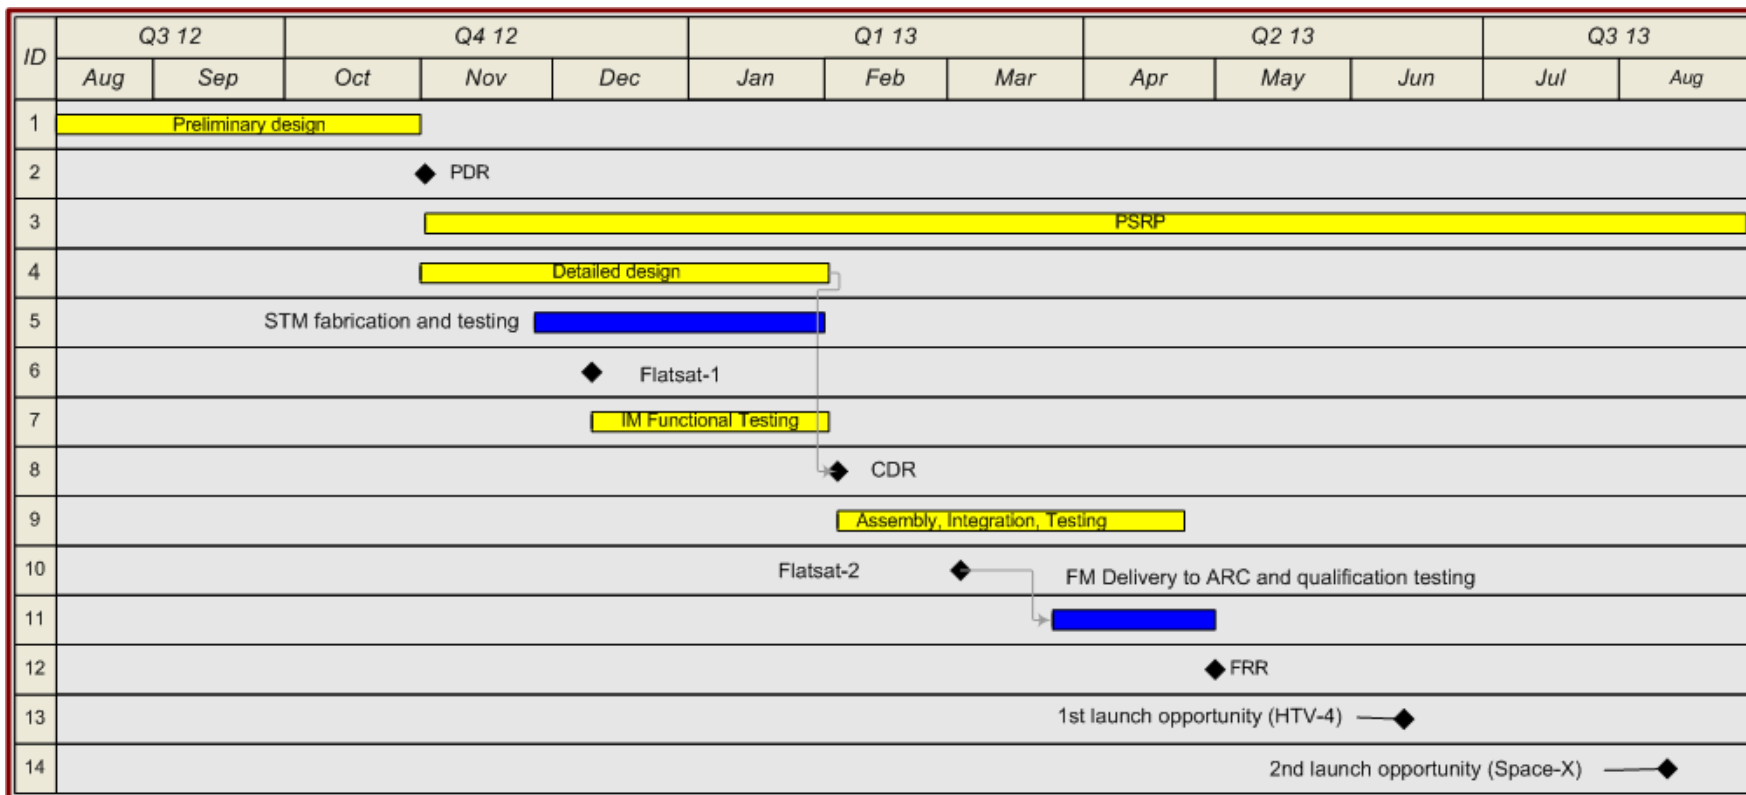 ID Q3 12 Q4 12 Q1 13 Q2 13 Q3 13
Aug Sep Oct Nov Dec Jan Feb Mar Apr May Jun Jul Aug
1 Preliminary design
2 PDR
3 PSRP
4 Detailed design
5 STM fabrication and testing
6 Flatsat-1
7 IM Functional Testing
8 CDR
9 Assembly, Integration, Testing
10 Flatsat-2 FM Delivery to ARC and qualification testing
11
12 FRR
13 1st launch opportunity (HTV-4)
14 2nd launch opportunity (Space-X)